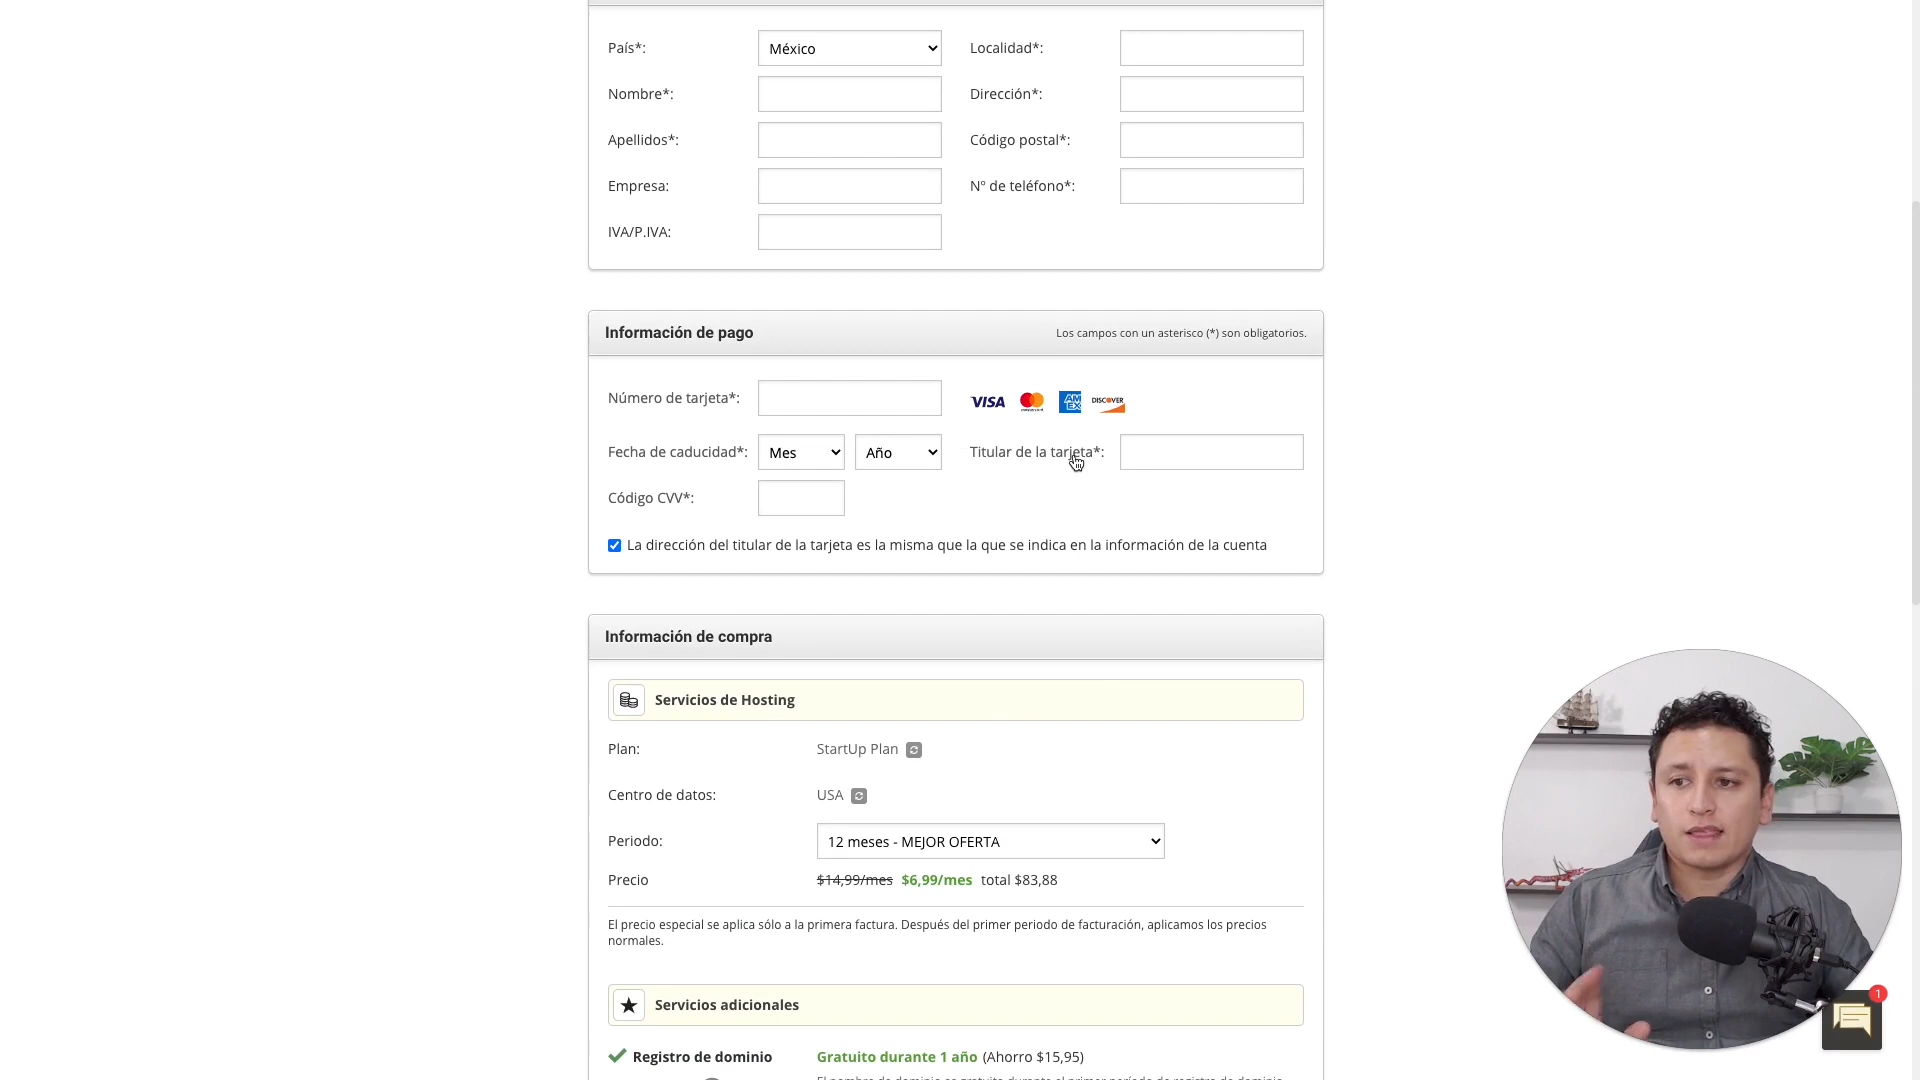 País*:
México
Localidad*:
Nombre*:
Dirección*:
Apellidos*:
Código postal*:
Empresa:
Nº de teléfono*:
IVA/P.IVA:
Información de pago
Los campos con un asterisco (*) son obligatorios.
Número de tarjeta*:
VISA
AM
EX
DISCOVER
Fecha de caducidad*:
Mes
Año
Titular de la tarjeta*:
Código CVV*:
La dirección del titular de la tarjeta es la misma que la que se indica en la información de la cuenta
Información de compra
Servicios de Hosting
Plan:
StartUp Plan
Centro de datos:
USA
Periodo:
12 meses - MEJOR OFERTA
Precio
$14,99/mes $6,99/mes total $83,88
El precio especial se aplica sólo a la primera factura. Después del primer periodo de facturación, aplicamos los precios
normales.
1
Servicios adicionales
Registro de dominio
Gratuito durante 1 año (Ahorro $15,95)